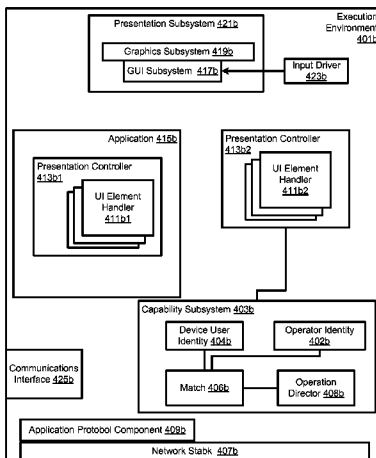 Execution
Environment
401b
Presentation Subsystem 421b
Graphics Subsystem 419b
GUI Subsystem 417b
Input Driver
423b
Application 415b
Presentation Controller
413b1
UI Element
Handler
411b1
Presentation Controller
413b2
UI Element
Handler
411b2
Capability Subsystem 403b
Device User
Identity 404b
Operator Identity
402b
Match 406b
Operation
Director 408b
Communications
Interface 425b
Application Protobol Component 409b
Network Stabk 407b